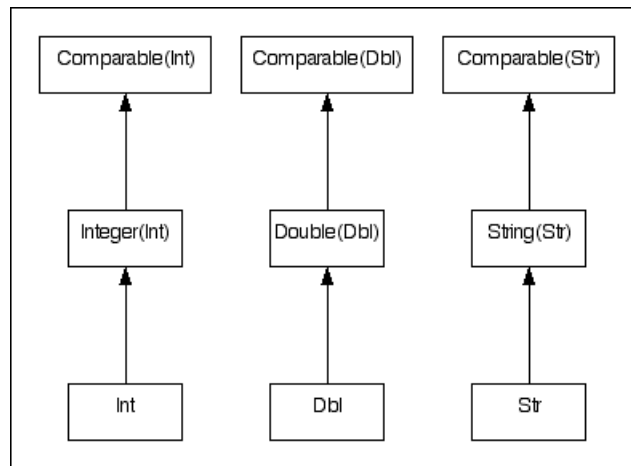 Comparable(Int) Comparable(Dbl) Comparable(Str)
Integer(Int) Double(Dbl) String(Str)
Int Dbl Str